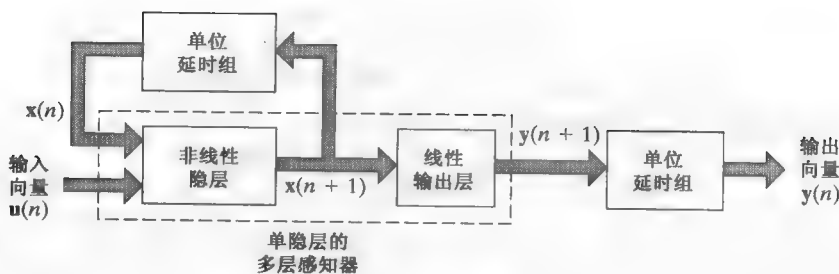 单位
延时组
x(n)
输入
向量
u(n)
非线性
隐层
x(n + 1)
线性
输出层
y(n + 1)
单位
延时组
输出
向量
y(n)
单隐层的
多层感知器